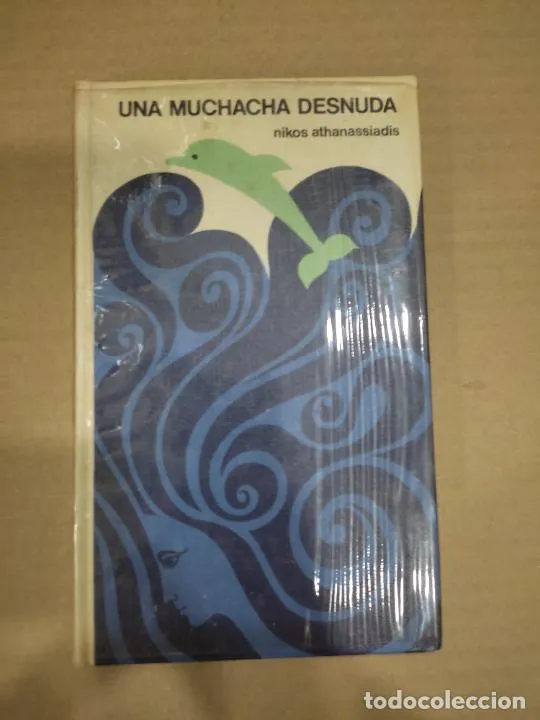 UNA MUCHACHA DESNUDA
nikos athanassiadis
todocoleccion